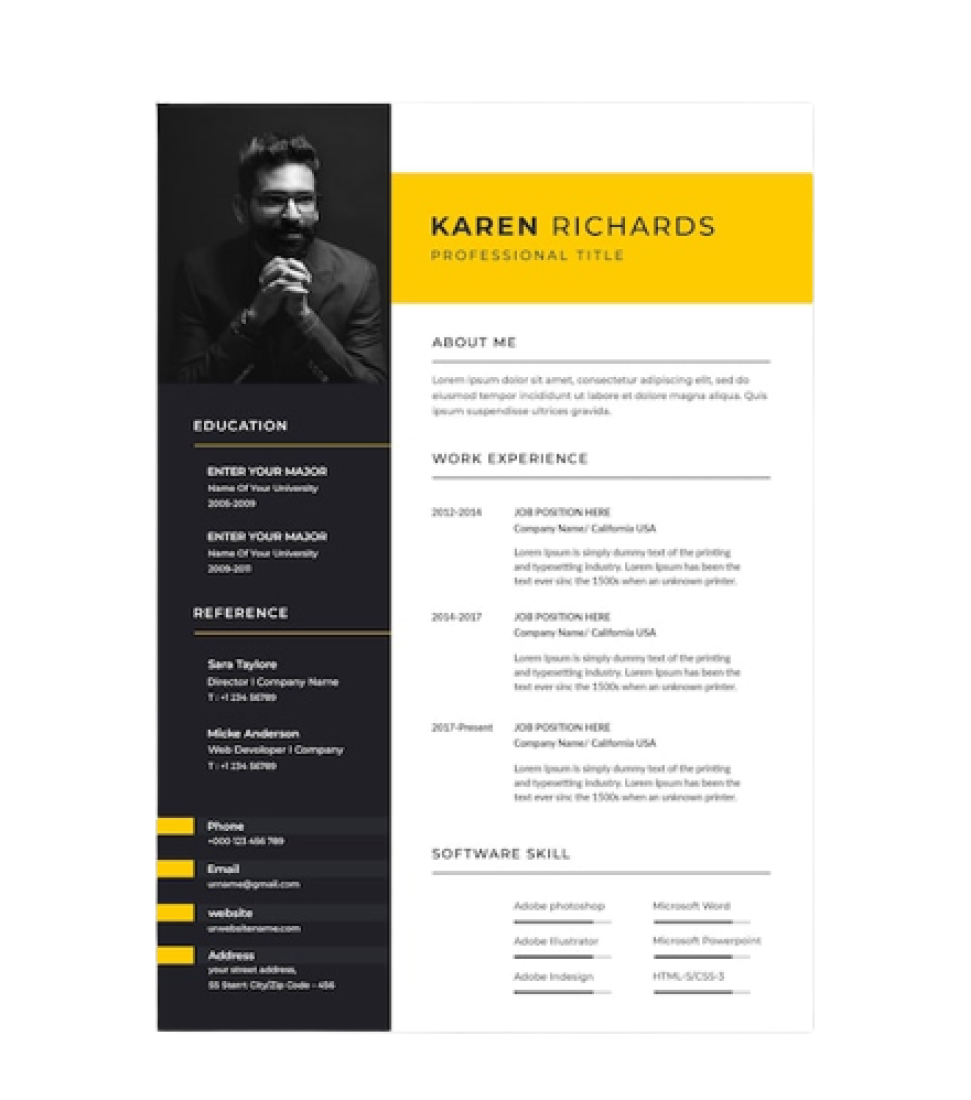 KAREN RICHARDS
PROFESSIONAL TITLE
ABOUT ME
Lorem ipsum dolor sit amet, consectetur adipiscing elit, sed do
eiusmod tempor incididunt ut labore et dolore magna aliqua. Quis
ipsum suspendisse ultrices gravida.
WORK EXPERIENCE
2012-2014
JOB POSITION HERE
Company Name/ California USA
Lorem Ipsum is simply dummy text of the printing
and typesetting industry. Lorem Ipsum has been the
text ever sinc the 1500s when an unknown printer.
2014-2017
JOB POSITION HERE
Company Name/ California USA
Lorem Ipsum is simply dummy text of the printing
and typesetting industry. Lorem Ipsum has been the
text ever sinc the 1500s when an unknown printer.
2017-Present
JOB POSITION HERE
Company Name/ California USA
Lorem Ipsum is simply dummy text of the printing
and typesetting industry. Lorem Ipsum has been the
text ever sinc the 1500s when an unknown printer.
SOFTWARE SKILL
Adobe photoshop
Microsoft Word
Adobe Illustrator
Microsoft Powerpoint
Adobe Indesign
HTML-5/CSS-3
EDUCATION
ENTER YOUR MAJOR
Name Of Your University
2005-2009
ENTER YOUR MAJOR
Name Of Your University
2009-2011
REFERENCE
Sara Taylore
Director I Company Name
T : +1 234 56789
Micke Anderson
Web Developer I Company
T : +1 234 56789
Phone
+000 123 456 789
Email
urname@gmail.com
website
urwebsitename.com
Address
your street address,
55 Sterrt City/Zip Code - 456